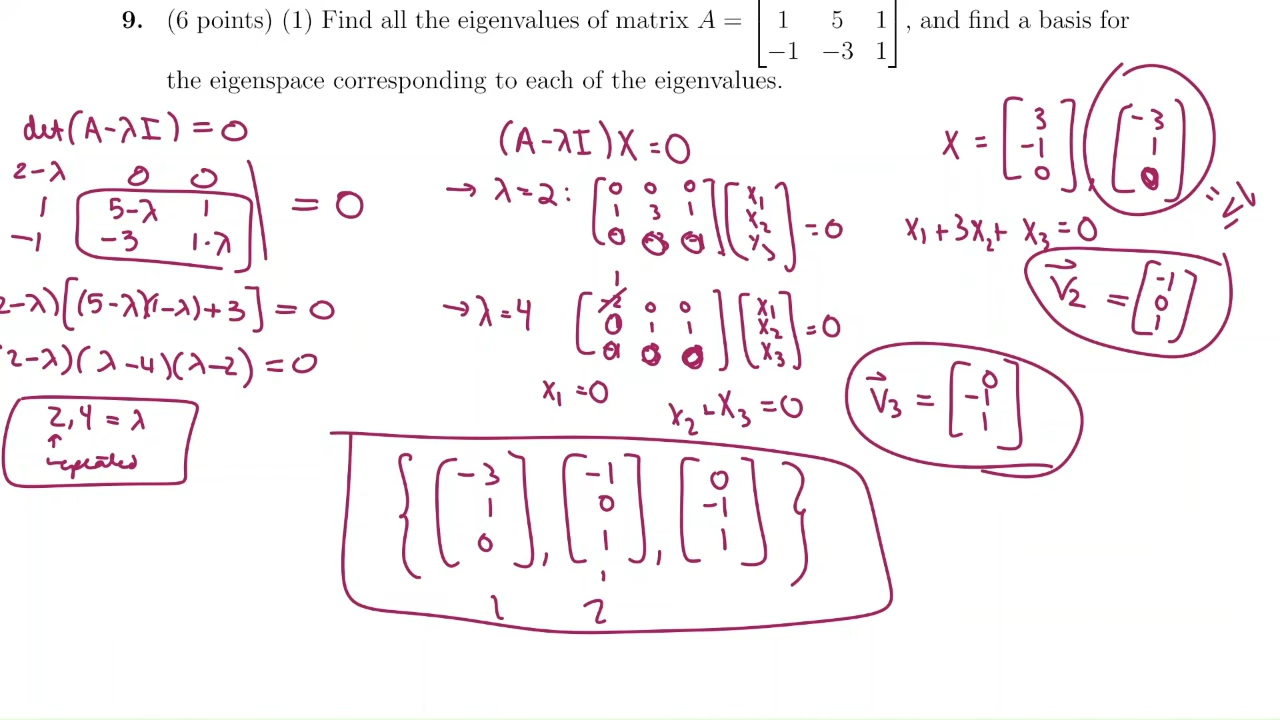 9. (6 points) (1) Find all the eigenvalues of matrix A = [1 5 1; -1 -3 1], and find a basis for
the eigenspace corresponding to each of the eigenvalues.
det(A-λI) = 0
2-λ 0 0
1 5-λ 1
-1 -3 1-λ
= 0
2-λ)[(5-λ)(1-λ)+3] = 0
2-λ)(λ-4)(λ-2) = 0
2,4 = λ
↑
repeated
(A-λI)X = 0
→ λ=2: [0 0 0; 1 3 1; 0 0 0][x₁; x₂; x₃] = 0
→ λ=4 [1 0 0; 0 1 1; 0 0 0][x₁; x₂; x₃] = 0
x₁ = 0
x₂ + x₃ = 0
X = [3; -1; 0], [-3; 1; 0] = V
x₁ + 3x₂ + x₃ = 0
V₂ = [-1; 0; 1]
V₃ = [0; -1; 1]
{[-3; 1; 0], [-1; 0; 1], [0; -1; 1]}
2